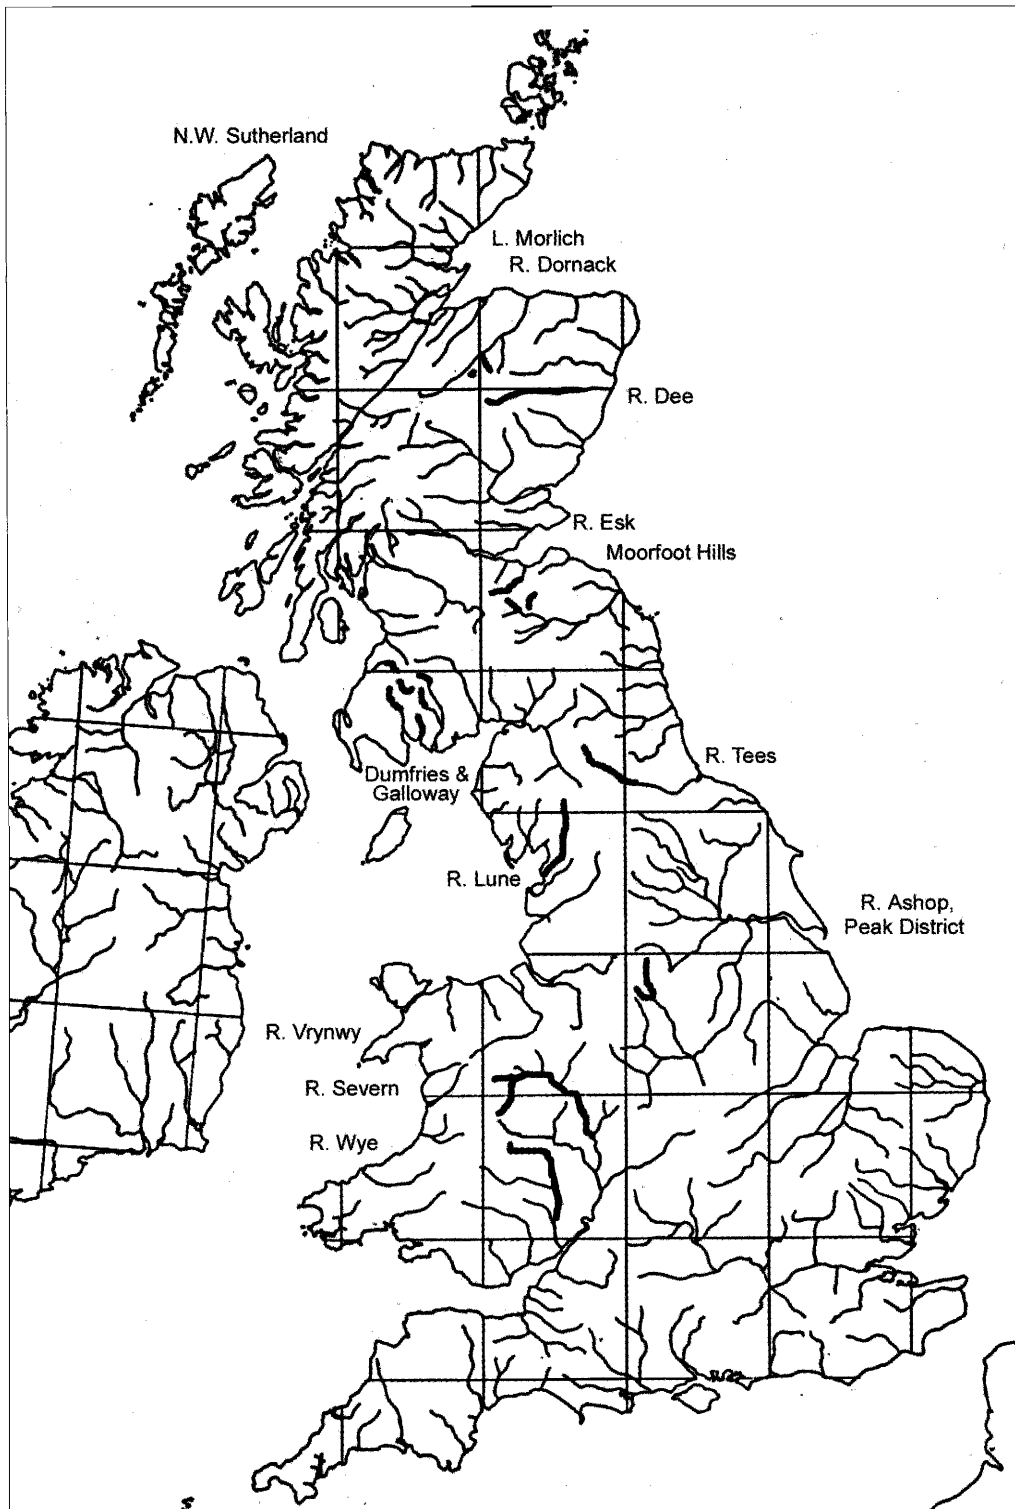 N.W. Sutherland
L. Morlich
R. Dornack
R. Dee
R. Esk
Moorfoot Hills
R. Tees
Dumfries &
Galloway
R. Lune
R. Ashop,
Peak District
R. Vrynwy
R. Severn
R. Wye